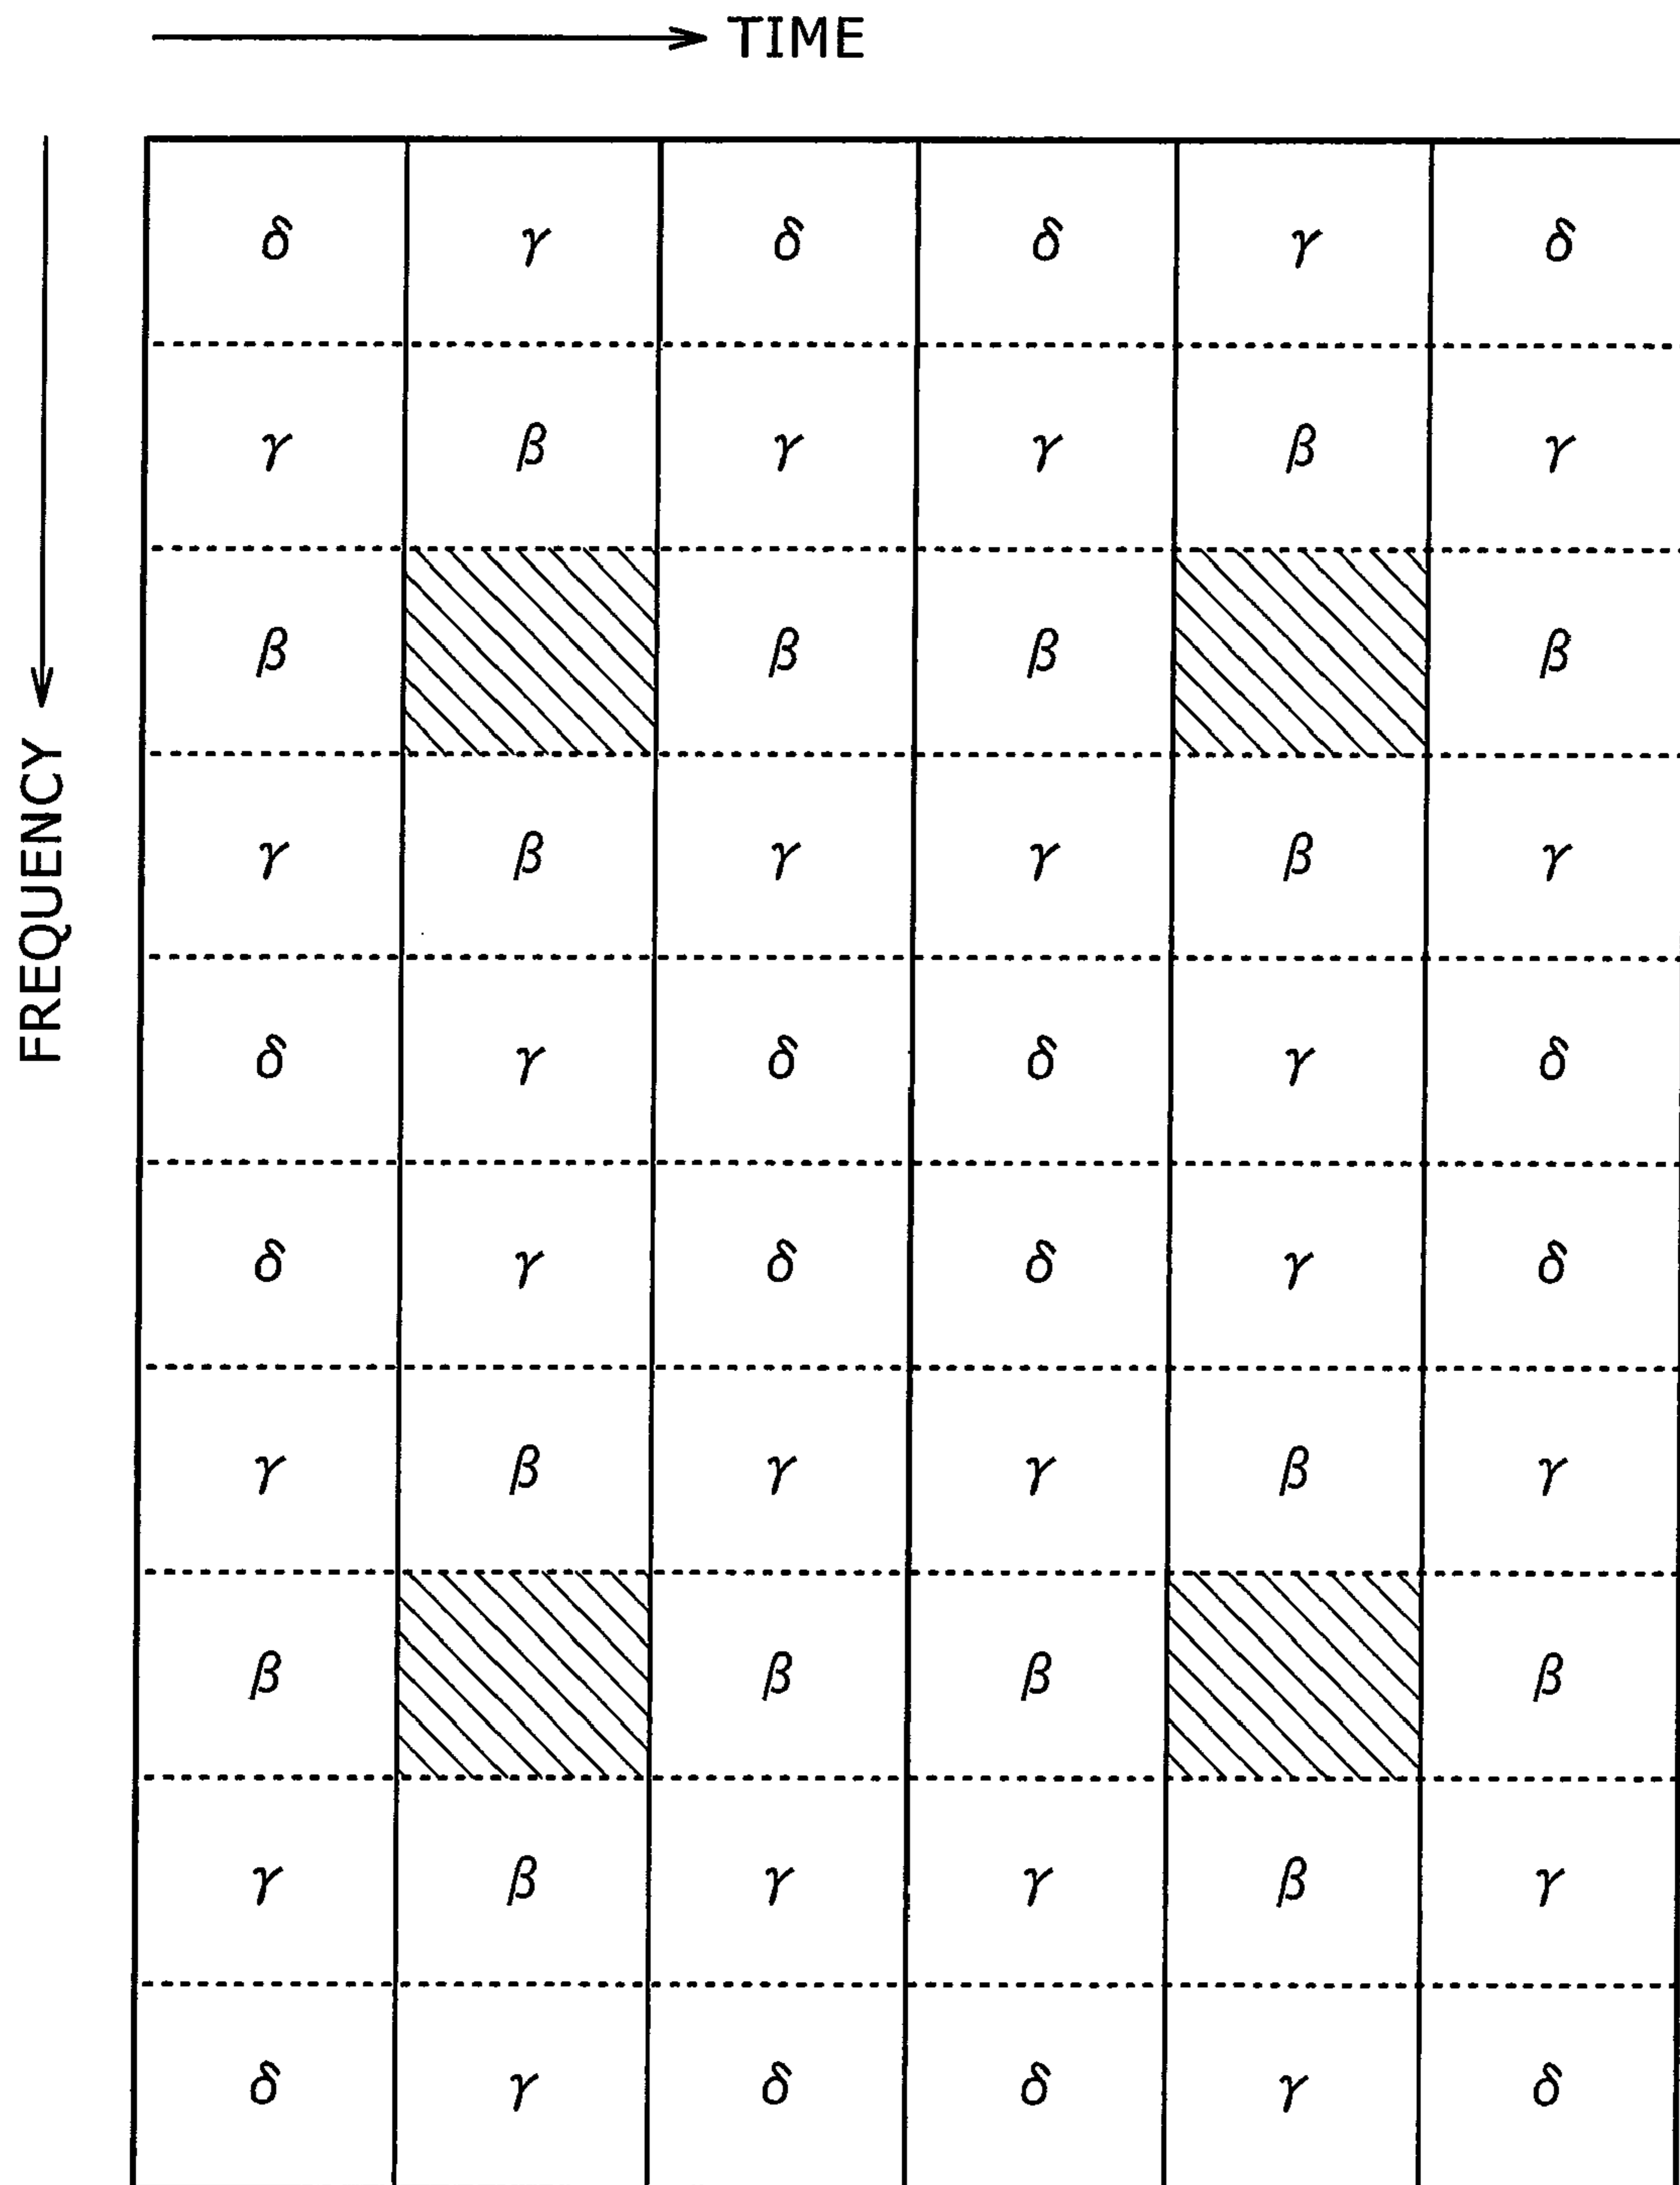 TIME
FREQUENCY
δ γ δ δ γ δ
γ β γ γ β γ
β β β β
γ β γ γ β γ
δ γ δ δ γ δ
δ γ δ δ γ δ
γ β γ γ β γ
β β β β
γ β γ γ β γ
δ γ δ δ γ δ